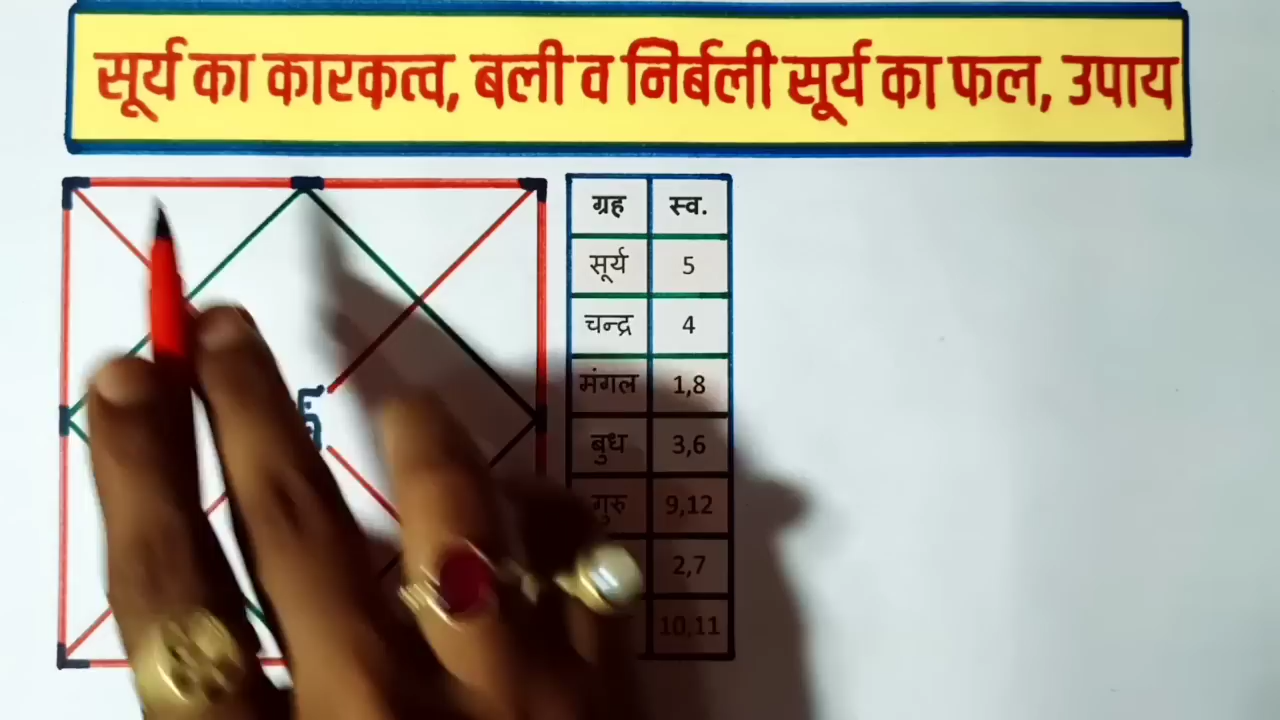 सूर्य का कारकत्व, बली व निर्बली सूर्य का फल, उपाय
ग्रह स्व.
सूर्य 5
चन्द्र 4
मंगल 1,8
बुध 3,6
गुरु 9,12
2,7
10,11